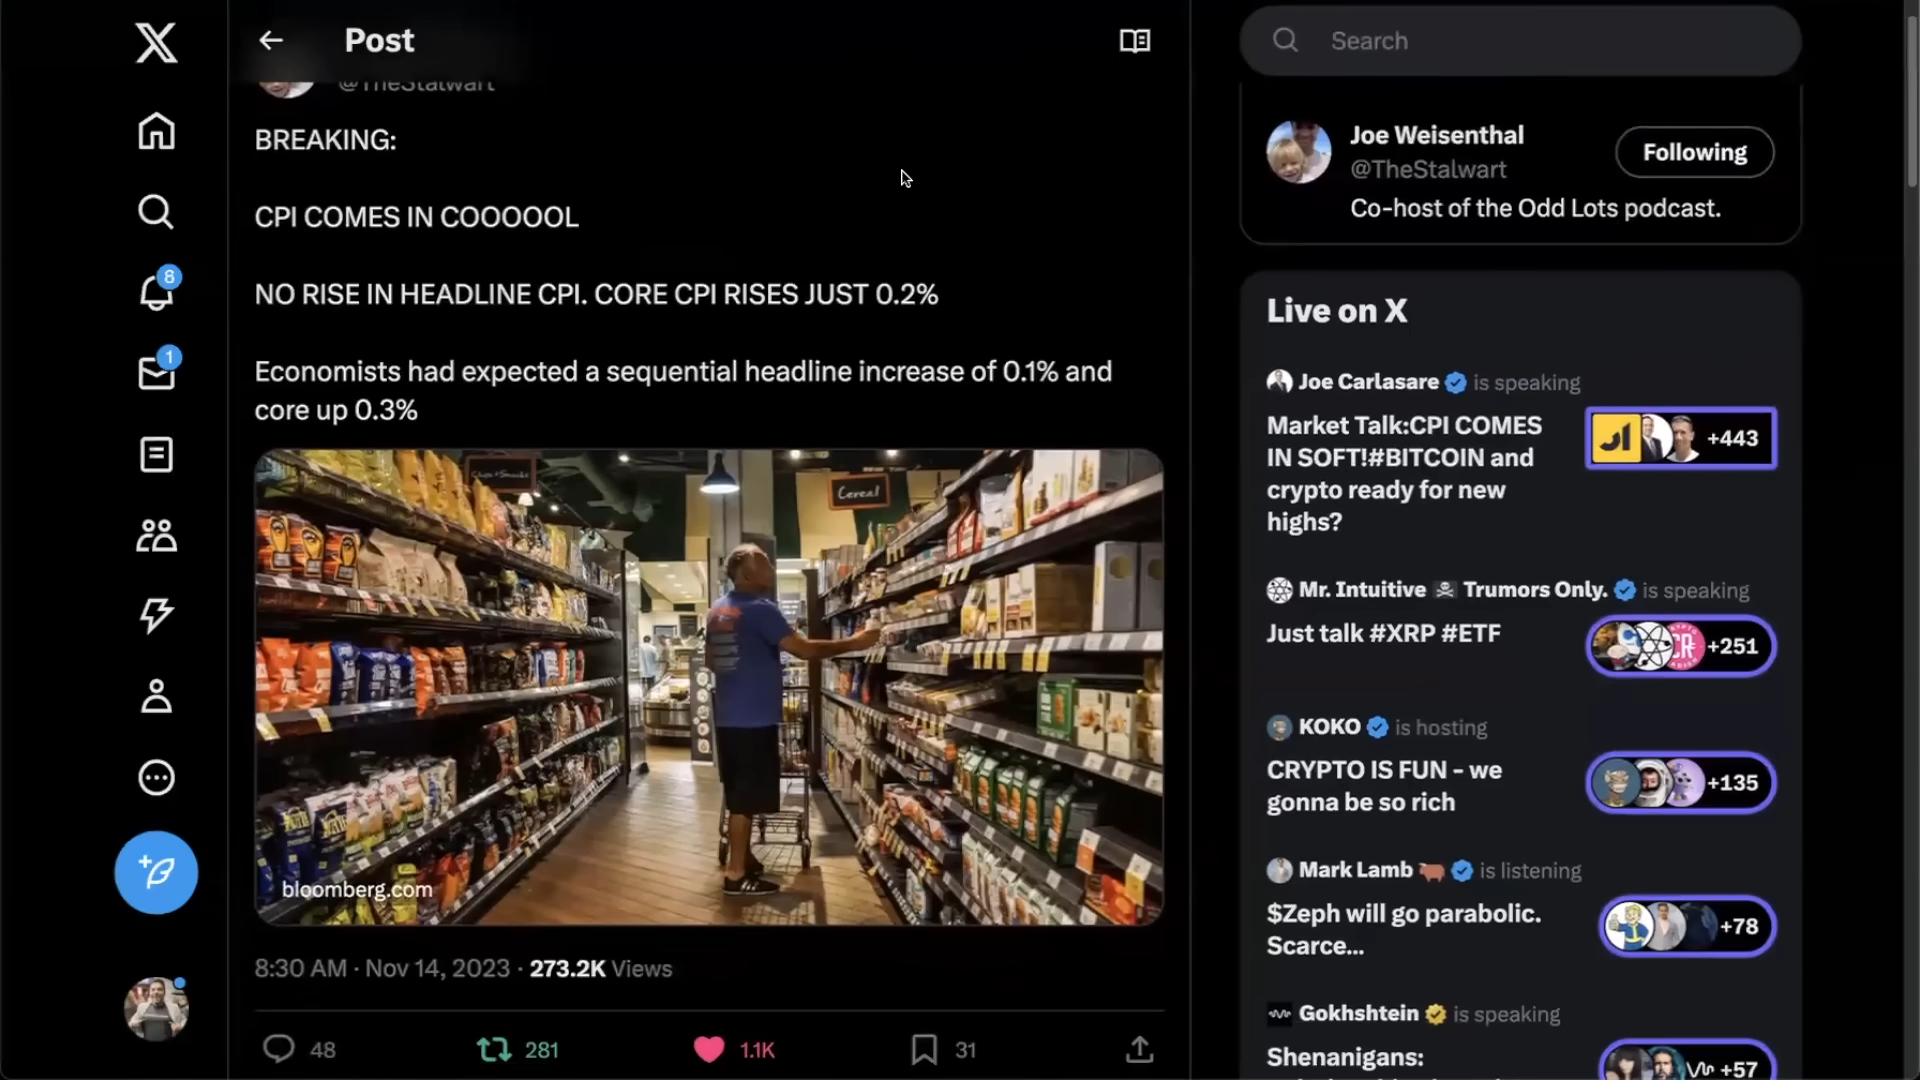 Post
@TheStalwart
BREAKING:
CPI COMES IN COOOOOL
NO RISE IN HEADLINE CPI. CORE CPI RISES JUST 0.2%
Economists had expected a sequential headline increase of 0.1% and
core up 0.3%
Cereal
bloomberg.com
8:30 AM · Nov 14, 2023 · 273.2K Views
48
281
1.1K
31
8
1
Search
Joe Weisenthal
@TheStalwart
Following
Co-host of the Odd Lots podcast.
Live on X
Joe Carlasare is speaking
Market Talk:CPI COMES
IN SOFT!#BITCOIN and
crypto ready for new
highs?
+443
Mr. Intuitive ☠ Trumors Only. is speaking
Just talk #XRP #ETF
+251
KOKO is hosting
CRYPTO IS FUN - we
gonna be so rich
+135
Mark Lamb 🐂 is listening
$Zeph will go parabolic.
Scarce...
+78
Gokhshtein is speaking
Shenanigans:
+57